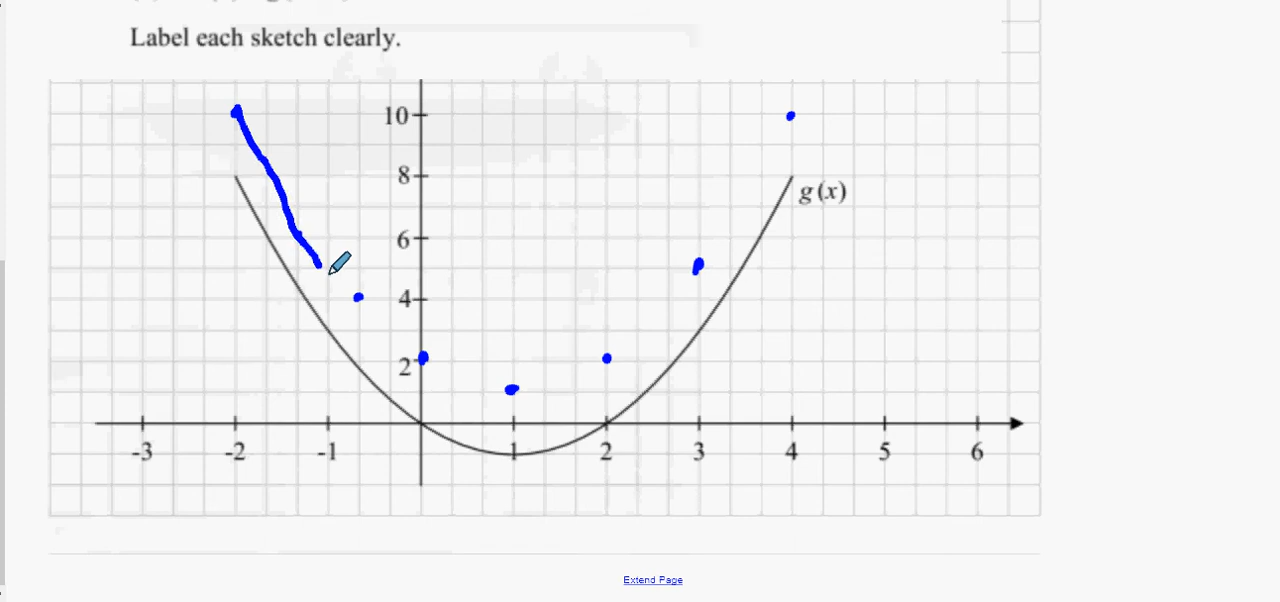 Label each sketch clearly.
10
8
g(x)
6
4
2
-3 -2 -1 1 2 3 4 5 6
Extend Page